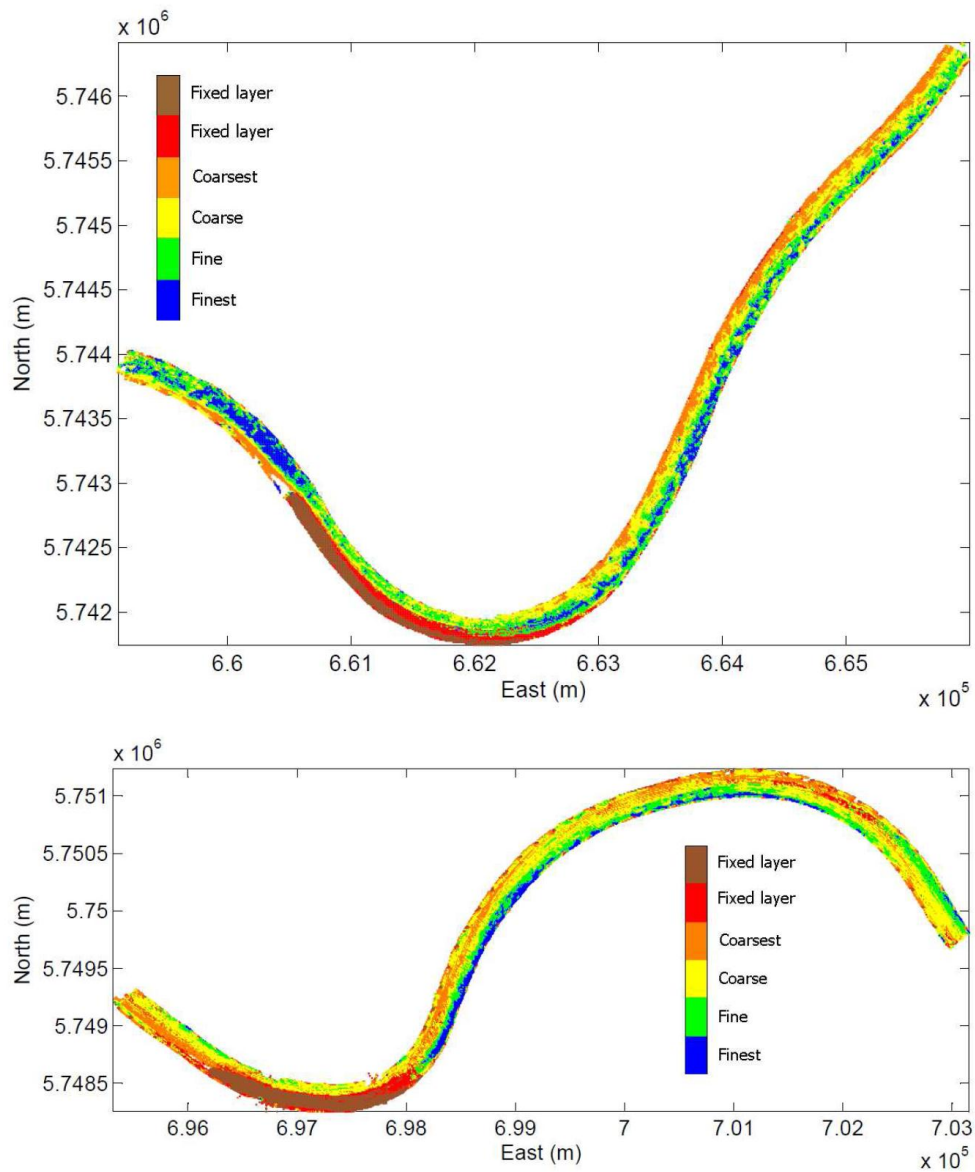 x 10^6
5.746
5.7455
5.745
5.7445
5.744
5.7435
5.743
5.7425
5.742
North (m)
Fixed layer
Fixed layer
Coarsest
Coarse
Fine
Finest
6.6 6.61 6.62 6.63 6.64 6.65
East (m)
x 10^5
x 10^6
5.751
5.7505
5.75
5.7495
5.749
5.7485
North (m)
Fixed layer
Fixed layer
Coarsest
Coarse
Fine
Finest
6.96 6.97 6.98 6.99 7 7.01 7.02 7.03
East (m)
x 10^5